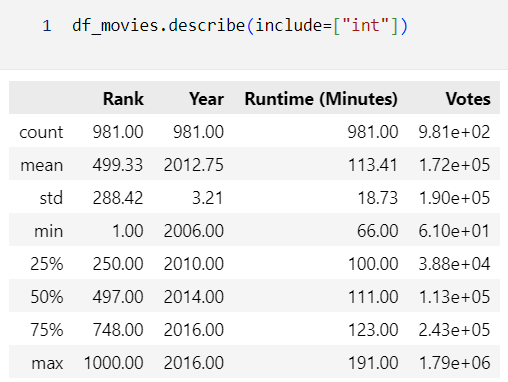 1 df_movies.describe(include=["int"])
Rank Year Runtime (Minutes) Votes
count 981.00 981.00 981.00 9.81e+02
mean 499.33 2012.75 113.41 1.72e+05
std 288.42 3.21 18.73 1.90e+05
min 1.00 2006.00 66.00 6.10e+01
25% 250.00 2010.00 100.00 3.88e+04
50% 497.00 2014.00 111.00 1.13e+05
75% 748.00 2016.00 123.00 2.43e+05
max 1000.00 2016.00 191.00 1.79e+06